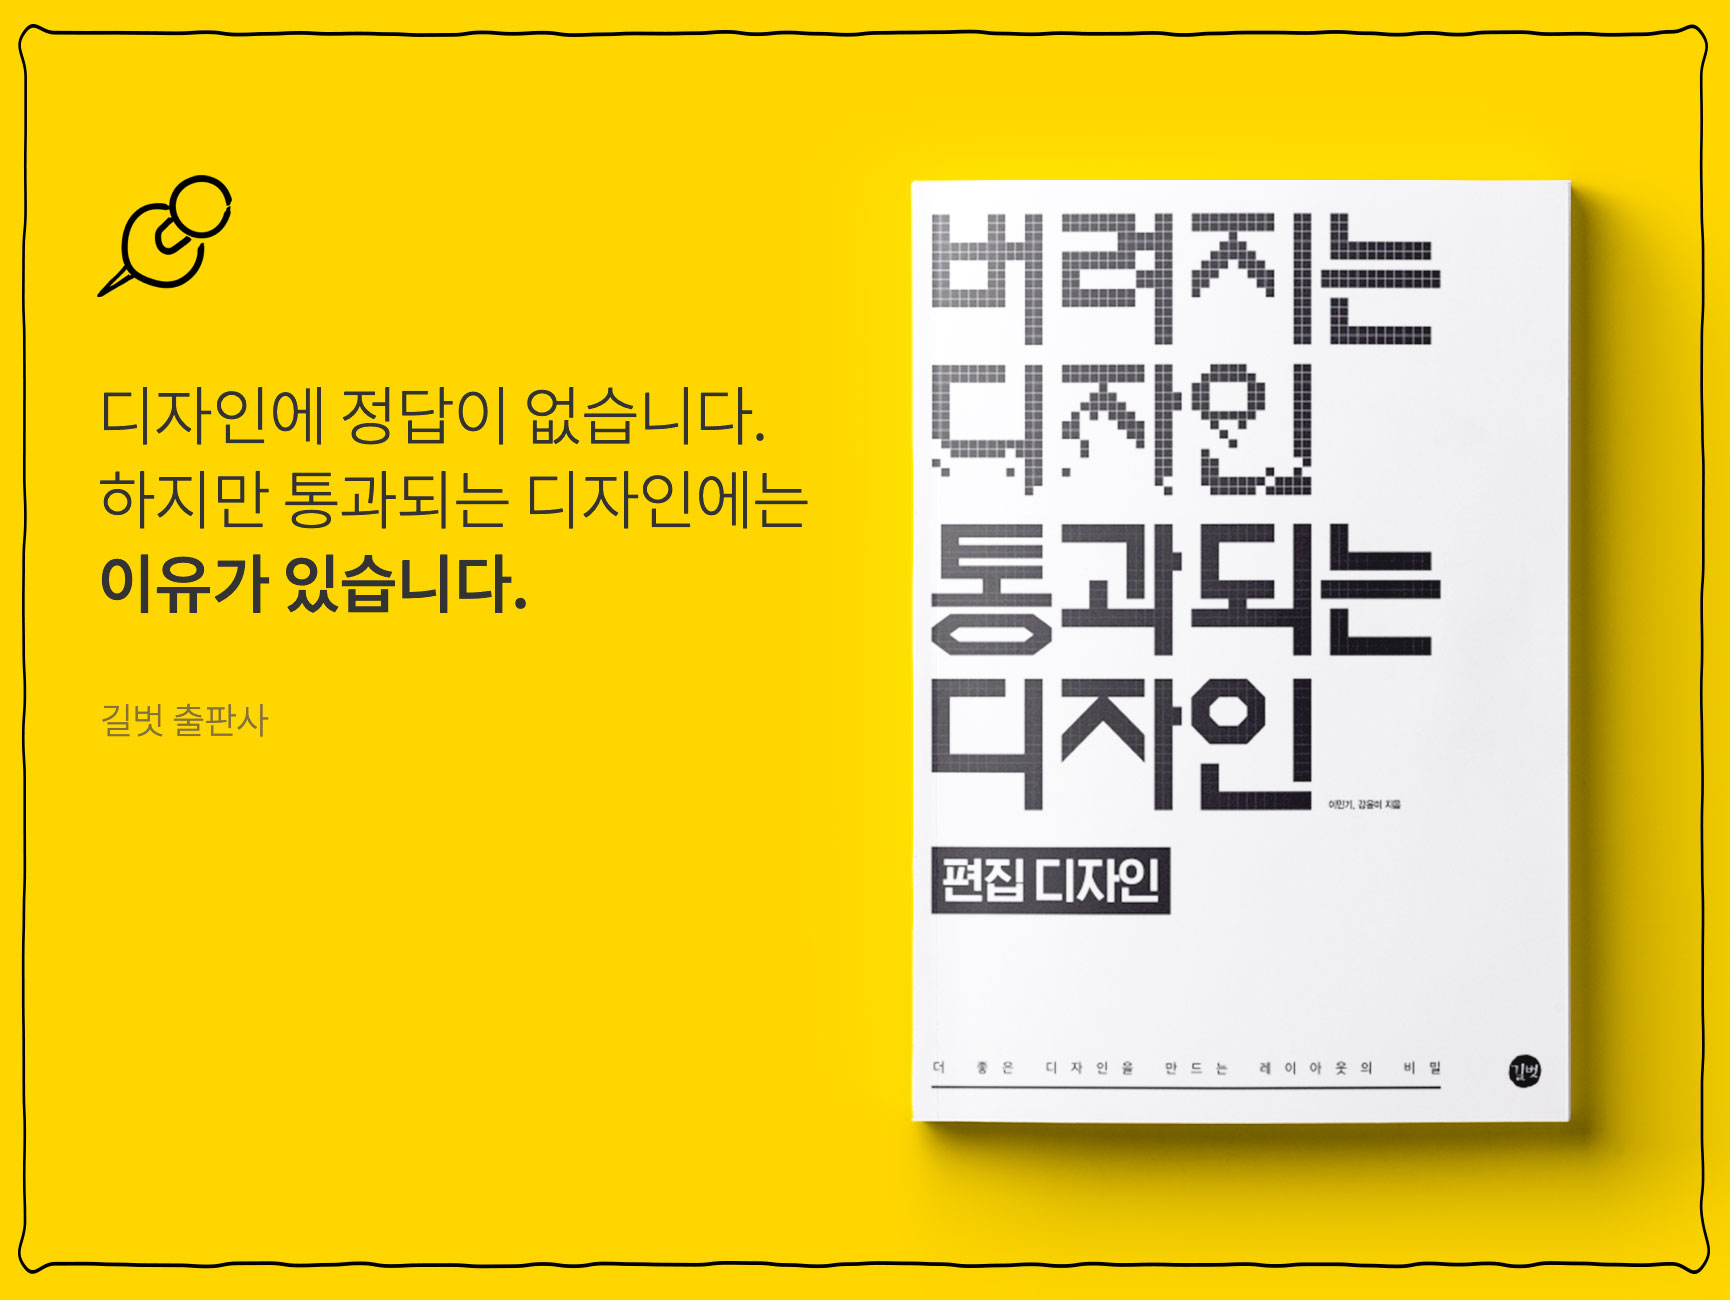 디자인에 정답이 없습니다.
하지만 통과되는 디자인에는
이유가 있습니다.
길벗 출판사
버려지는
디자인
통과되는
디자인
이민기, 강윤미 지음
편집 디자인
더 좋은 디자인을 만드는 레이아웃의 비밀
길벗